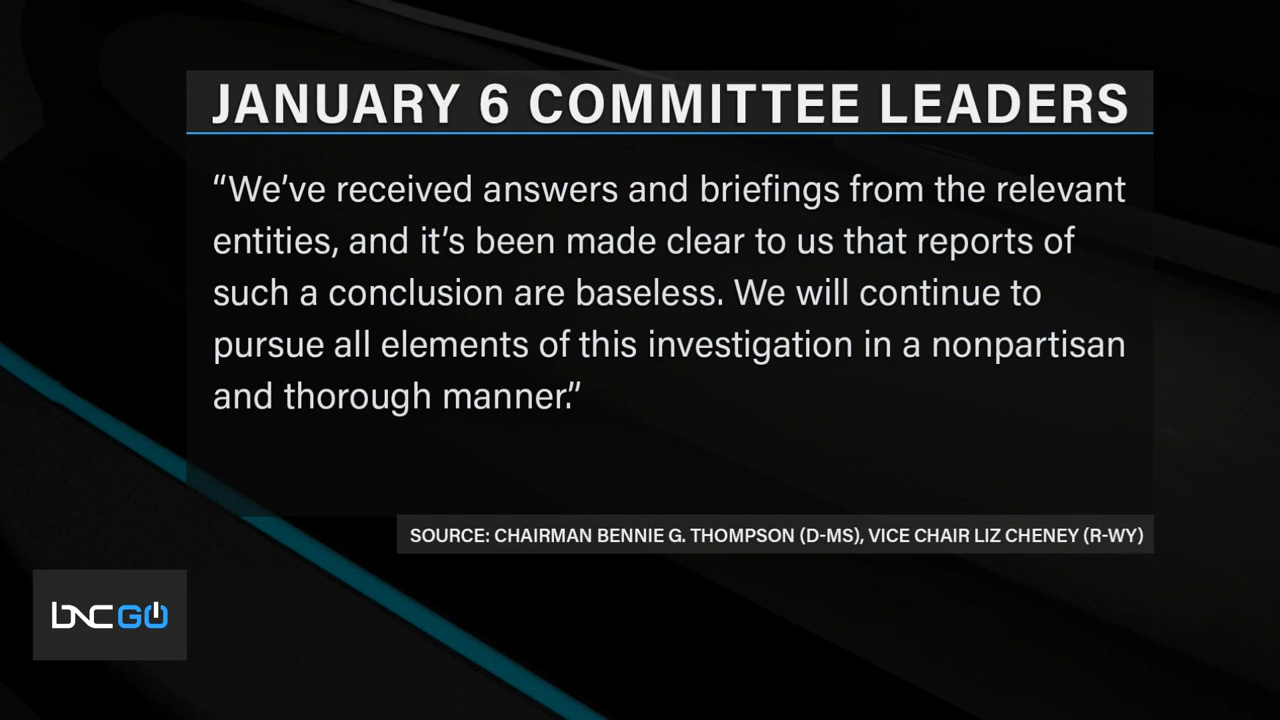 JANUARY 6 COMMITTEE LEADERS
“We’ve received answers and briefings from the relevant
entities, and it’s been made clear to us that reports of
such a conclusion are baseless. We will continue to
pursue all elements of this investigation in a nonpartisan
and thorough manner.”
SOURCE: CHAIRMAN BENNIE G. THOMPSON (D-MS), VICE CHAIR LIZ CHENEY (R-WY)
BNC GO